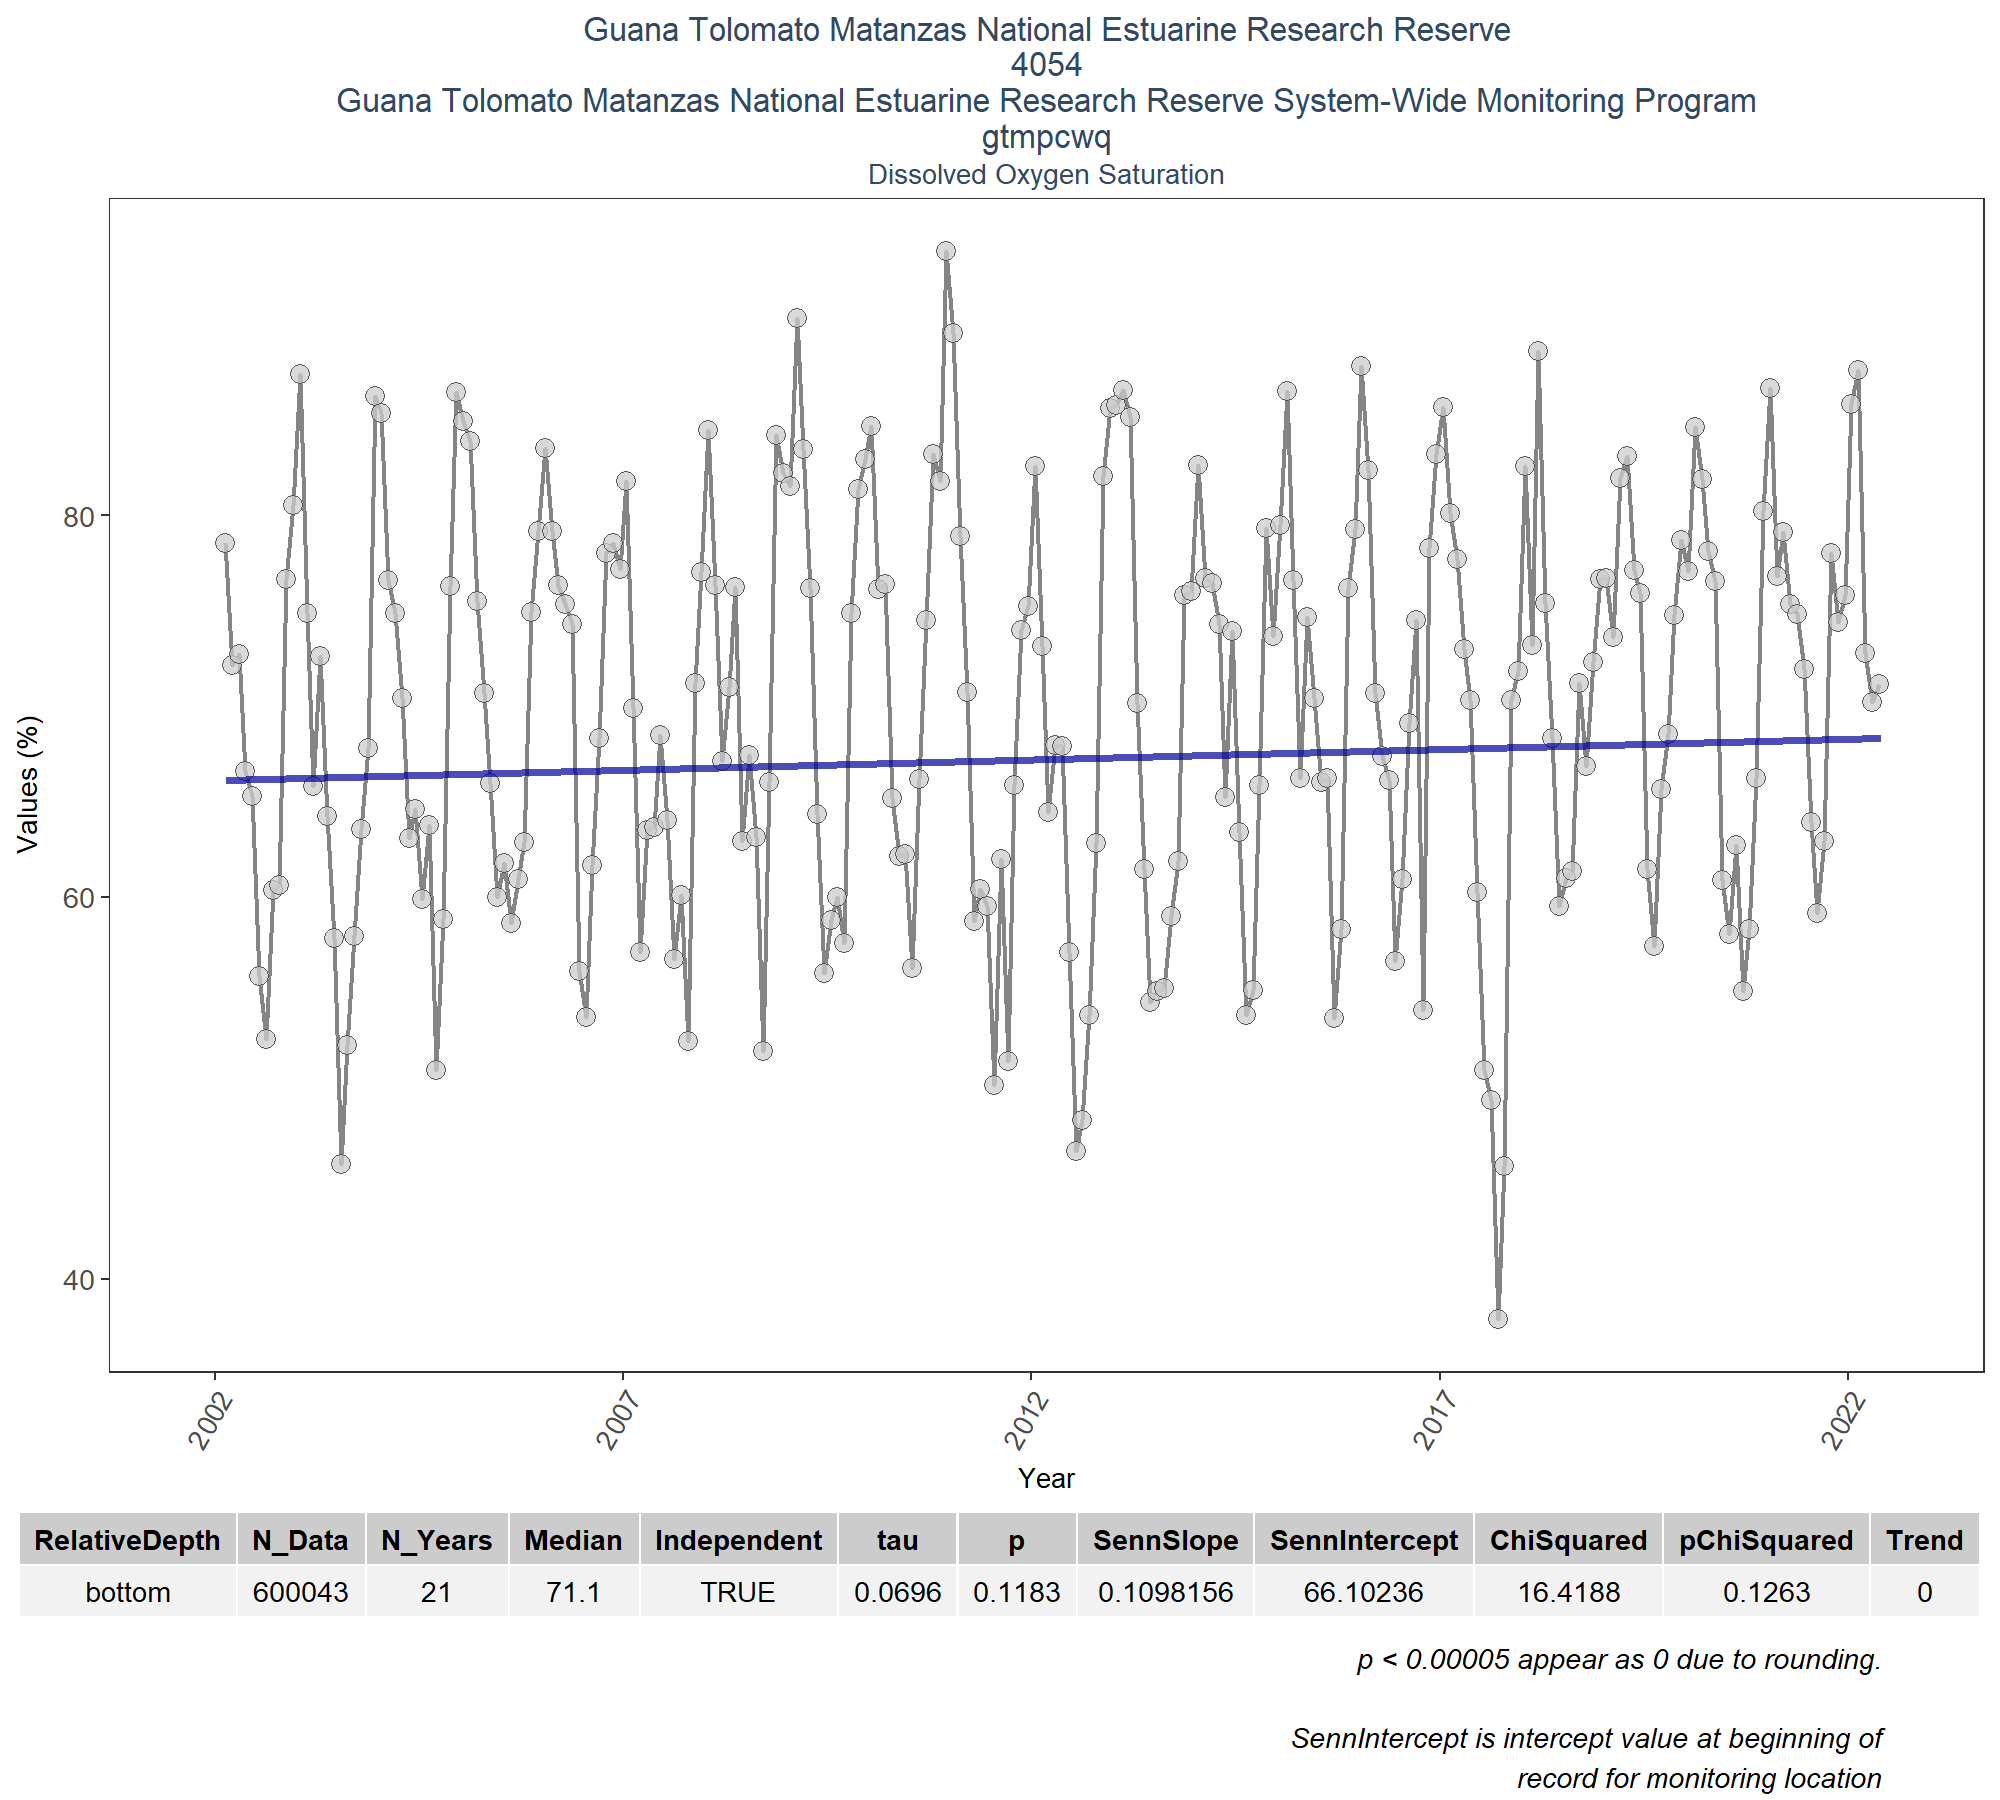 Guana Tolomato Matanzas National Estuarine Research Reserve
4054
Guana Tolomato Matanzas National Estuarine Research Reserve System-Wide Monitoring Program
gtmpcwq
Dissolved Oxygen Saturation
Values (%)
80
60
40
2002 2007 2012 2017 2022
Year
RelativeDepth N_Data N_Years Median Independent tau p SennSlope SennIntercept ChiSquared pChiSquared Trend
bottom 600043 21 71.1 TRUE 0.0696 0.1183 0.1098156 66.10236 16.4188 0.1263 0
p < 0.00005 appear as 0 due to rounding.
SennIntercept is intercept value at beginning of
record for monitoring location